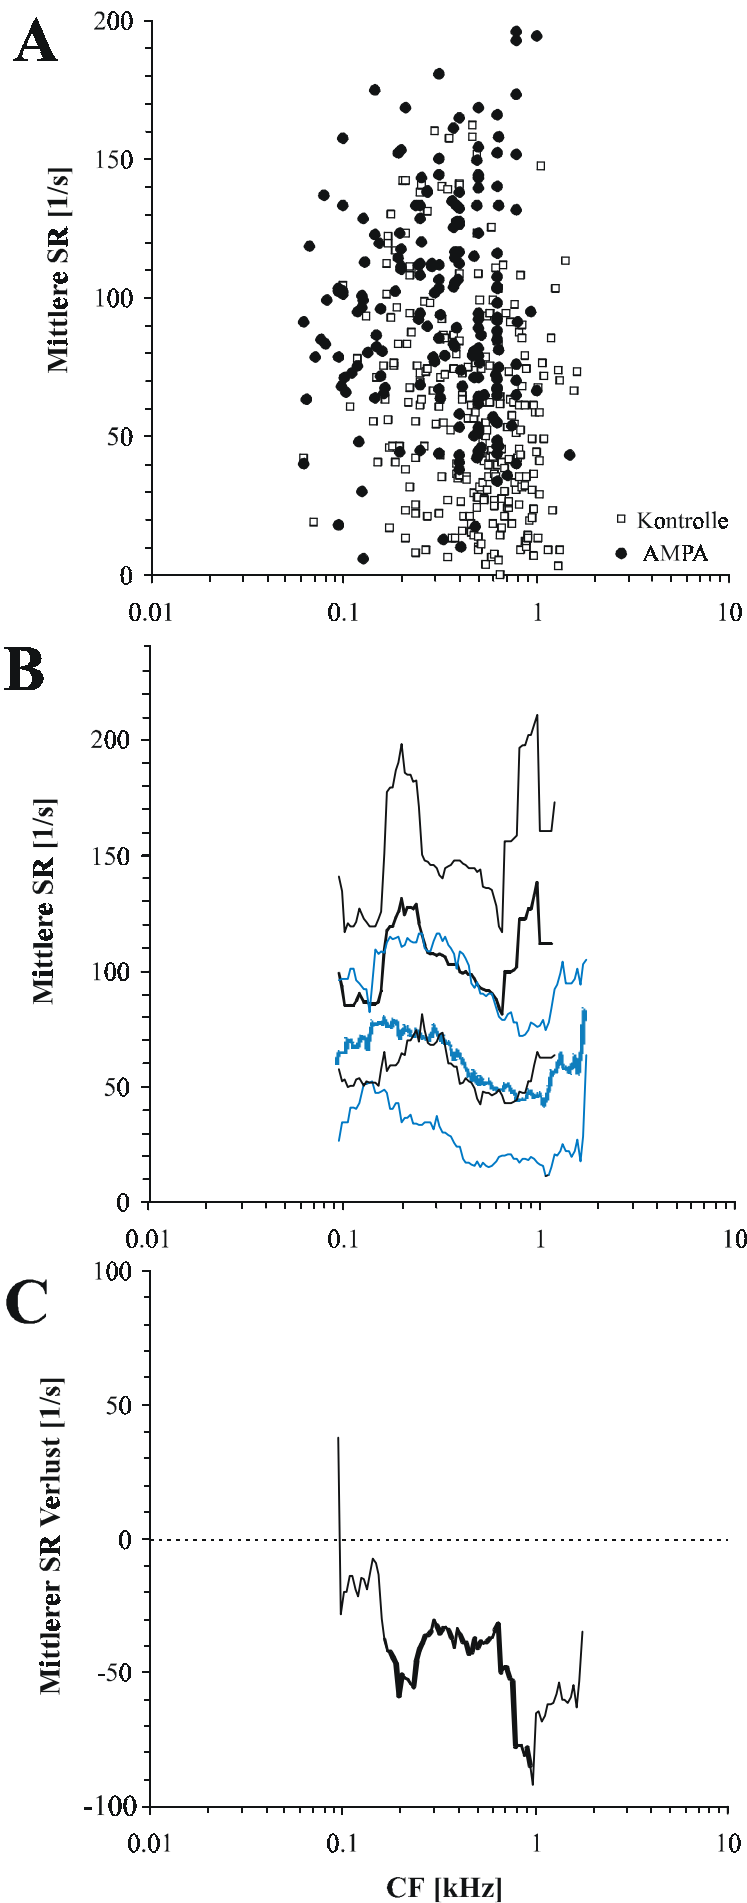 A
Mittlere SR [1/s]
200
150
100
50
0
Kontrolle
AMPA
0.01 0.1 1 10
B
Mittlere SR [1/s]
200
150
100
50
0
0.01 0.1 1 10
C
Mittlerer SR Verlust [1/s]
100
50
0
-50
-100
0.01 0.1 1 10
CF [kHz]